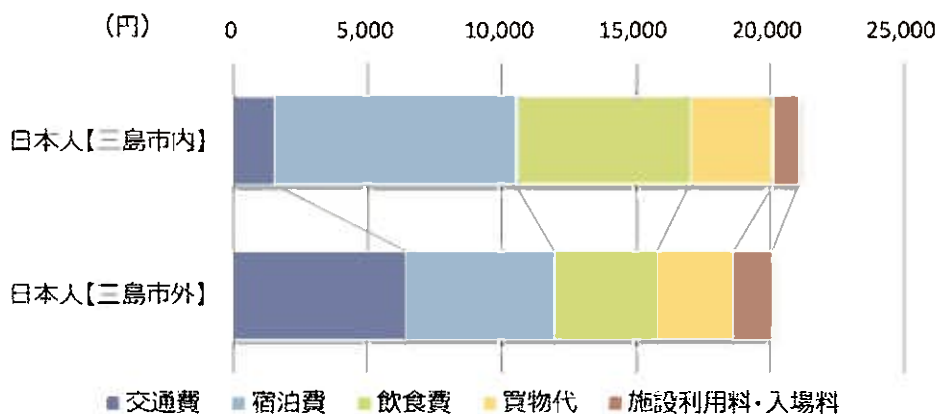 (円) 0 5,000 10,000 15,000 20,000 25,000
日本人【三島市内】
日本人【三島市外】
交通費 宿泊費 飲食費 買物代 施設利用料・入場料